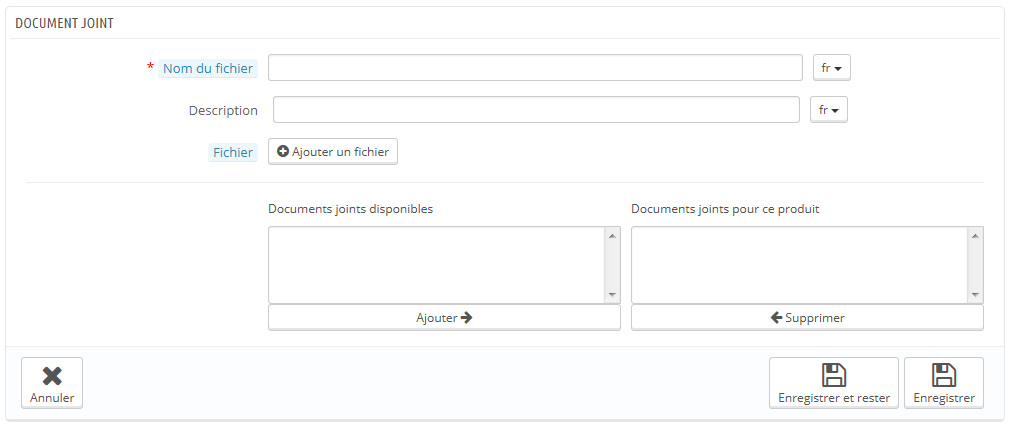 DOCUMENT JOINT
* Nom du fichier fr
Description fr
Fichier Ajouter un fichier
Documents joints disponibles Documents joints pour ce produit
Ajouter Supprimer
Annuler Enregistrer et rester Enregistrer